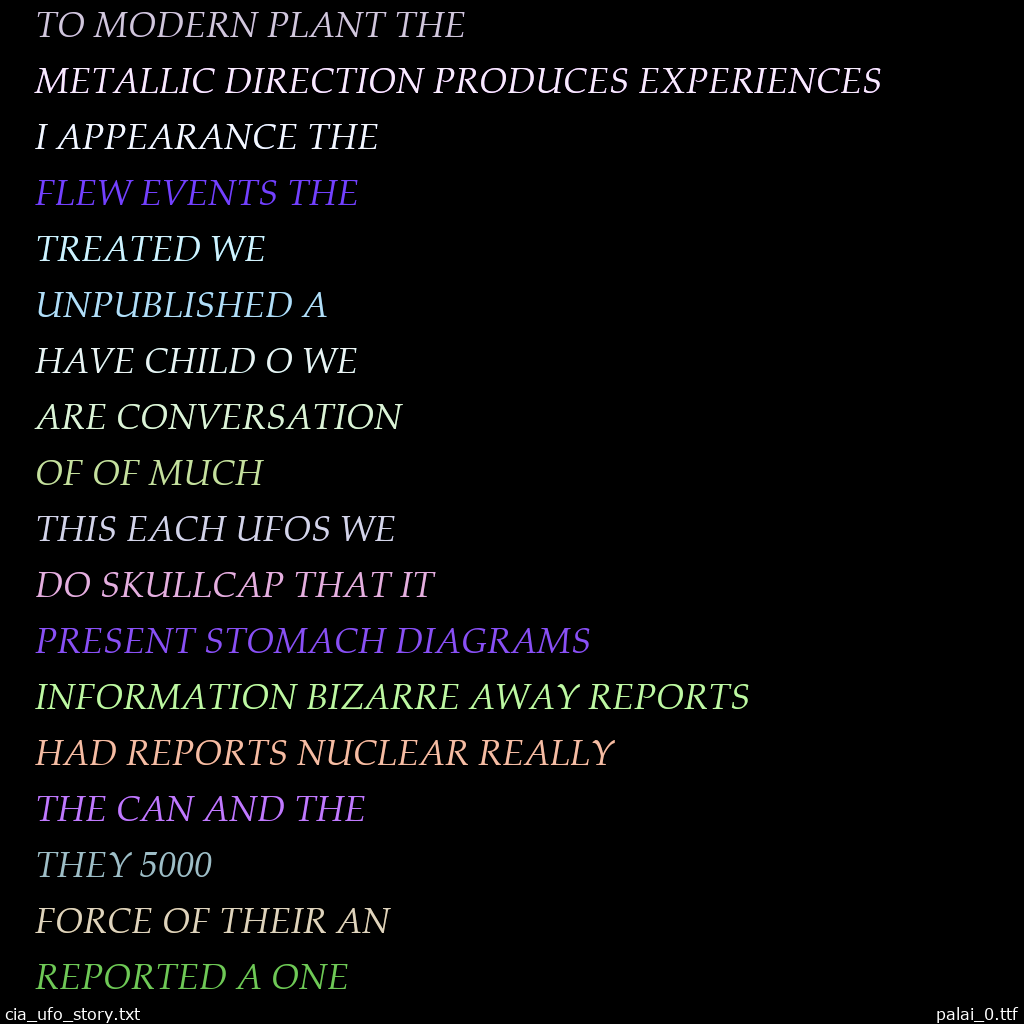 TO MODERN PLANT THE
METALLIC DIRECTION PRODUCES EXPERIENCES
I APPEARANCE THE
FLEW EVENTS THE
TREATED WE
UNPUBLISHED A
HAVE CHILD O WE
ARE CONVERSATION
OF OF MUCH
THIS EACH UFOS WE
DO SKULLCAP THAT IT
PRESENT STOMACH DIAGRAMS
INFORMATION BIZARRE AWAY REPORTS
HAD REPORTS NUCLEAR REALLY
THE CAN AND THE
THEY 5000
FORCE OF THEIR AN
REPORTED A ONE
cia_ufo_story.txt palai_0.ttf